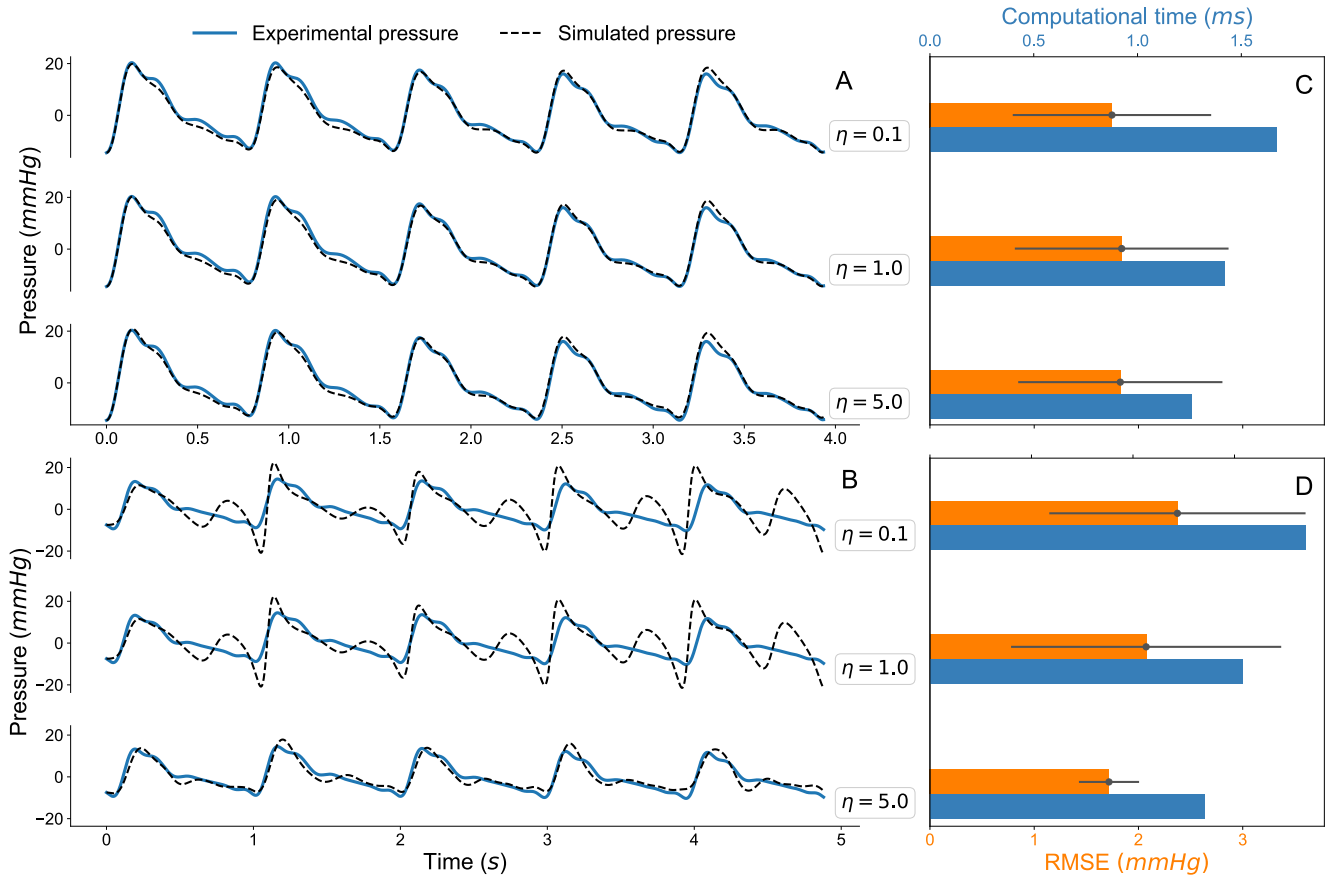 Experimental pressure
Simulated pressure
Computational time (ms)
0.0 0.5 1.0 1.5
Pressure (mmHg)
20
0
A
η = 0.1
20
0
η = 1.0
20
0
η = 5.0
0.0 0.5 1.0 1.5 2.0 2.5 3.0 3.5 4.0
C
Pressure (mmHg)
20
0
−20
B
η = 0.1
20
0
−20
η = 1.0
20
0
−20
η = 5.0
0 1 2 3 4 5
Time (s)
D
0 1 2 3
RMSE (mmHg)